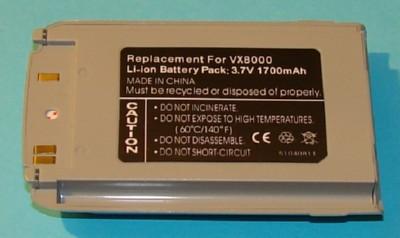 Replacement For VX8000
Li-ion Battery Pack: 3.7V 1700mAh
MADE IN CHINA
Must be recycled or disposed of properly.
CAUTION
• DO NOT INCINERATE.
• DO NOT EXPOSE TO HIGH TEMPERATURES.
(60°C/140°F)
• DO NOT DISASSEMBLE.
• DO NOT SHORT-CIRCUIT